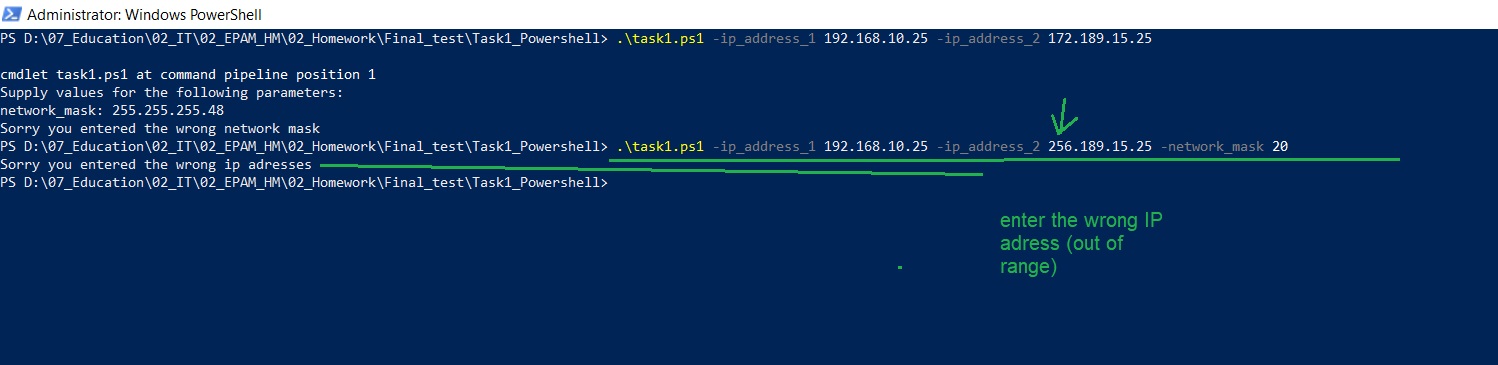 Administrator: Windows PowerShell
PS D:\07_Education\02_IT\02_EPAM_HM\02_Homework\Final_test\Task1_Powershell> .\task1.ps1 -ip_address_1 192.168.10.25 -ip_address_2 172.189.15.25
cmdlet task1.ps1 at command pipeline position 1
Supply values for the following parameters:
network_mask: 255.255.255.48
Sorry you entered the wrong network mask
PS D:\07_Education\02_IT\02_EPAM_HM\02_Homework\Final_test\Task1_Powershell> .\task1.ps1 -ip_address_1 192.168.10.25 -ip_address_2 256.189.15.25 -network_mask 20
Sorry you entered the wrong ip adresses
PS D:\07_Education\02_IT\02_EPAM_HM\02_Homework\Final_test\Task1_Powershell>
enter the wrong IP
adress (out of
range)